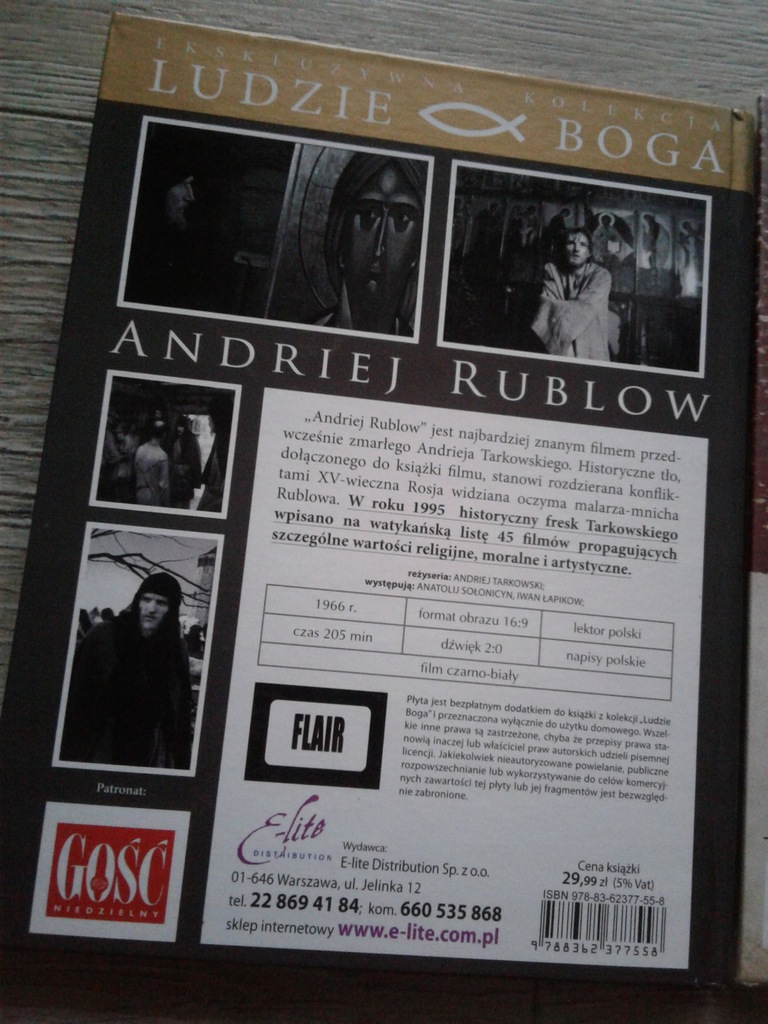 EKSKLUZYWNA KOLEKCJA
LUDZIE BOGA
ANDRIEJ RUBLOW
„Andriej Rublow” jest najbardziej znanym filmem przed-
wcześnie zmarłego Andrieja Tarkowskiego. Historyczne tło,
dołączonego do książki filmu, stanowi rozdzierana konflik-
tami XV-wieczna Rosja widziana oczyma malarza-mnicha
Rublowa. W roku 1995 historyczny fresk Tarkowskiego
wpisano na watykańską listę 45 filmów propagujących
szczególne wartości religijne, moralne i artystyczne.
reżyseria: ANDRIEJ TARKOWSKI;
występują: ANATOLIJ SOŁONICYN, IWAN ŁAPIKOW;
1966 r. format obrazu 16:9 lektor polski
czas 205 min dźwięk 2:0 napisy polskie
film czarno-biały
FLAIR
Płyta jest bezpłatnym dodatkiem do książki z kolekcji „Ludzie
Boga” i przeznaczona wyłącznie do użytku domowego. Wszel-
kie inne prawa są zastrzeżone, chyba że przepisy prawa sta-
nowią inaczej lub właściciel praw autorskich udzieli pisemnej
licencji. Jakiekolwiek nieautoryzowane powielanie, publiczne
rozpowszechnianie lub wykorzystywanie do celów komercyj-
nych zawartości tej płyty lub jej fragmentów jest bezwzględ-
nie zabronione.
Patronat:
GOŚĆ
NIEDZIELNY
E-lite
DISTRIBUTION
Wydawca:
E-lite Distribution Sp. z o.o.
01-646 Warszawa, ul. Jelinka 12
tel. 22 869 41 84; kom. 660 535 868
sklep internetowy www.e-lite.com.pl
Cena książki
29,99 zł (5% Vat)
ISBN 978-83-62377-55-8
9 788362 377558